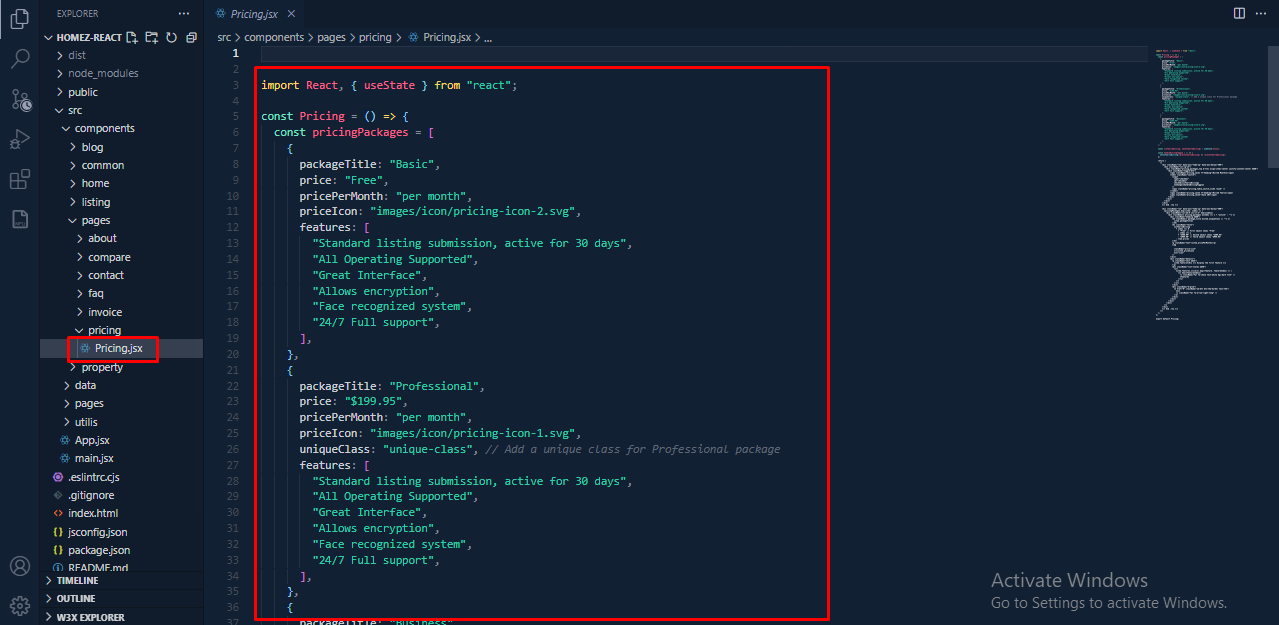 EXPLORER
HOMEZ-REACT
dist
node_modules
public
src
components
blog
common
home
listing
pages
about
compare
contact
faq
invoice
pricing
Pricing.jsx
property
data
pages
utilis
App.jsx
main.jsx
.eslintrc.cjs
.gitignore
index.html
jsconfig.json
package.json
README.md
TIMELINE
OUTLINE
W3X EXPLORER
Pricing.jsx
src > components > pages > pricing > Pricing.jsx > ...
1
2
3 import React, { useState } from "react";
4
5 const Pricing = () => {
6 const pricingPackages = [
7 {
8 packageTitle: "Basic",
9 price: "Free",
10 pricePerMonth: "per month",
11 priceIcon: "images/icon/pricing-icon-2.svg",
12 features: [
13 "Standard listing submission, active for 30 days",
14 "All Operating Supported",
15 "Great Interface",
16 "Allows encryption",
17 "Face recognized system",
18 "24/7 Full support",
19 ],
20 },
21 {
22 packageTitle: "Professional",
23 price: "$199.95",
24 pricePerMonth: "per month",
25 priceIcon: "images/icon/pricing-icon-1.svg",
26 uniqueClass: "unique-class", // Add a unique class for Professional package
27 features: [
28 "Standard listing submission, active for 30 days",
29 "All Operating Supported",
30 "Great Interface",
31 "Allows encryption",
32 "Face recognized system",
33 "24/7 Full support",
34 ],
35 },
36 {
37 packageTitle: "Business",
Activate Windows
Go to Settings to activate Windows.